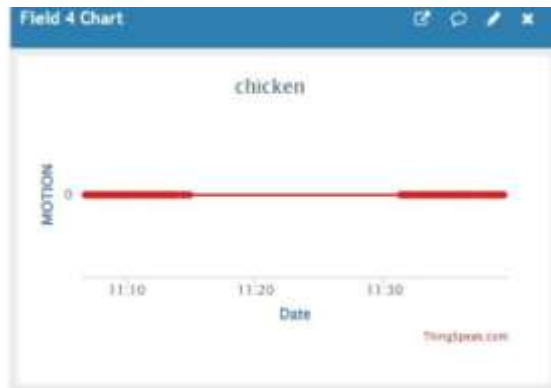 Field 4 Chart
chicken
MOTION
0
11:10
11:20
11:30
Date
ThingSpeak.com